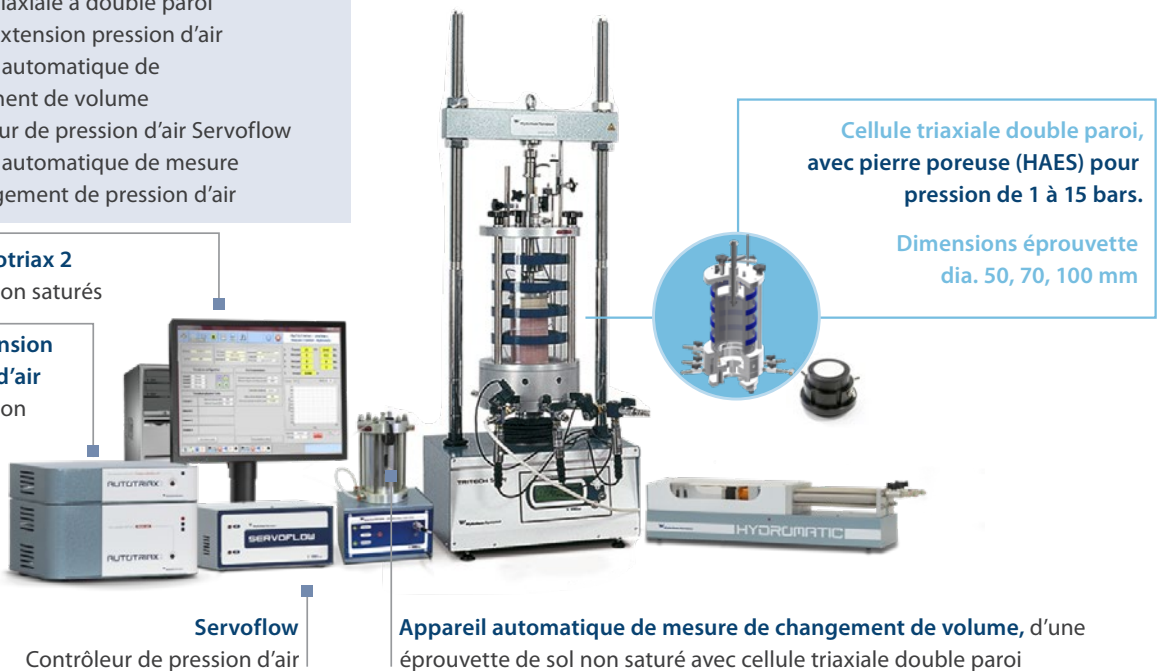 iaxiale à double paroi
xtension pression d’air
automatique de
ent de volume
ur de pression d’air Servoflow
automatique de mesure
gement de pression d’air
Cellule triaxiale double paroi,
avec pierre poreuse (HAES) pour
pression de 1 à 15 bars.
Dimensions éprouvette
dia. 50, 70, 100 mm
otriax 2
on saturés
nsion
d’air
on
AUTOTRIAX
AUTOTRIAX
SERVOFLOW
TRITECH
HYDROMATIC
Servoflow
Contrôleur de pression d’air
Appareil automatique de mesure de changement de volume, d’une
éprouvette de sol non saturé avec cellule triaxiale double paroi